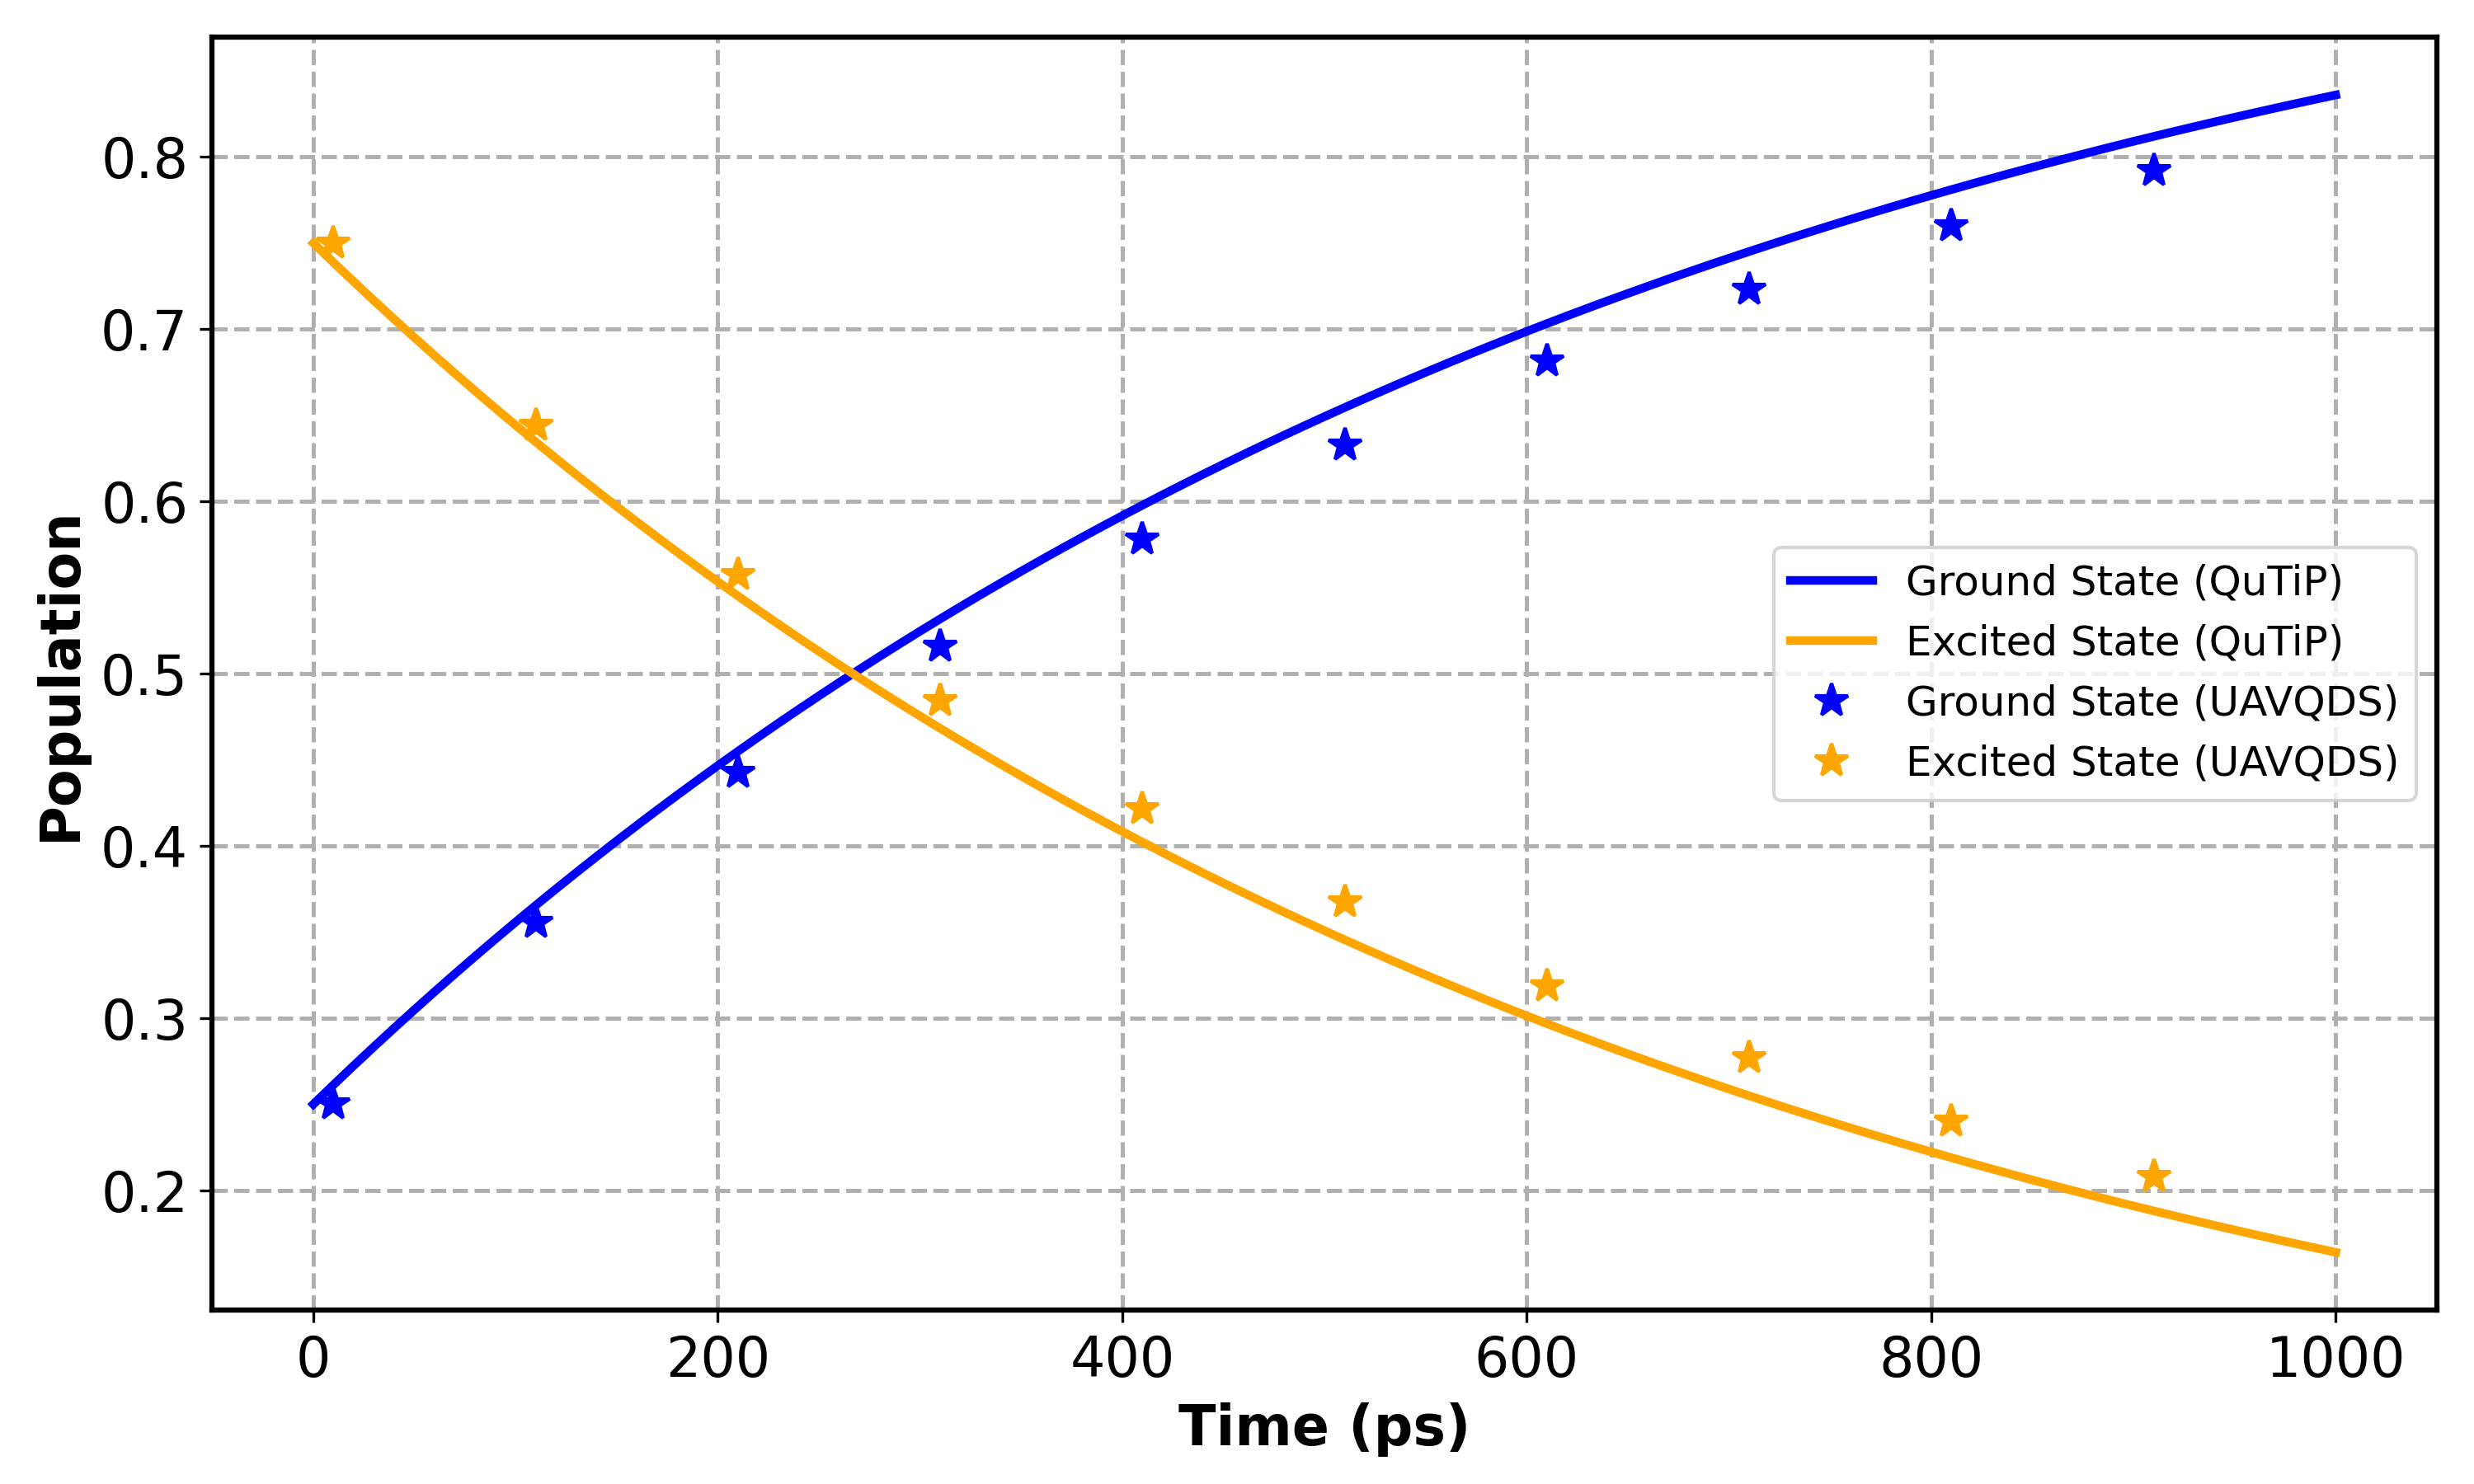 0.8
0.7
0.6
0.5
0.4
0.3
0.2
Population
0 200 400 600 800 1000
Time (ps)
Ground State (QuTiP)
Excited State (QuTiP)
Ground State (UAVQDS)
Excited State (UAVQDS)